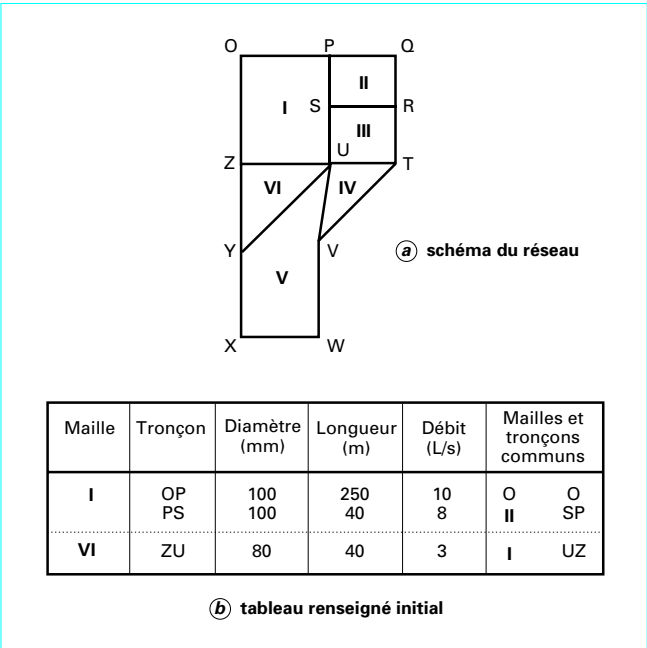 O P Q
II
I S R
III
U
Z T
VI IV
Y V
a schéma du réseau
V
X W
Maille Tronçon Diamètre (mm) Longueur (m) Débit (L/s) Mailles et tronçons communs
I OP 100 250 10 O O
PS 100 40 8 II SP
VI ZU 80 40 3 I UZ
b tableau renseigné initial